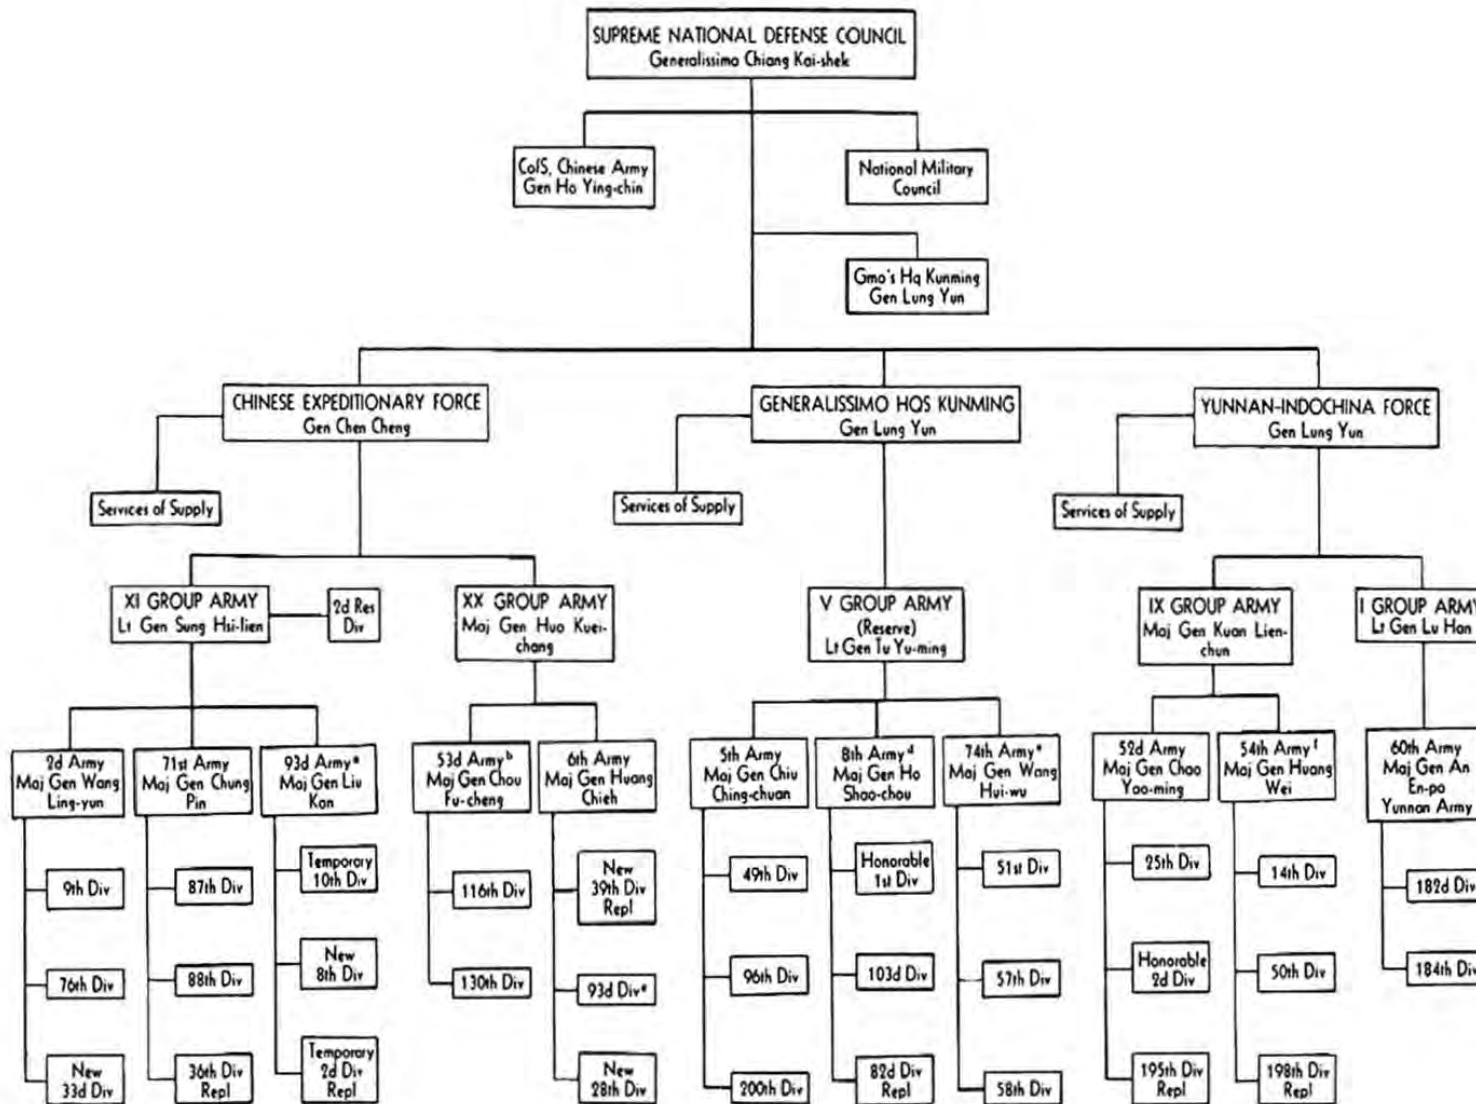 SUPREME NATIONAL DEFENSE COUNCIL
Generalissimo Chiang Kai-shek
CofS, Chinese Army
Gen Ho Ying-chin
National Military
Council
Gmo's Hq Kunming
Gen Lung Yun
CHINESE EXPEDITIONARY FORCE
Gen Chen Cheng
GENERALISSIMO HQS KUNMING
Gen Lung Yun
YUNNAN-INDOCHINA FORCE
Gen Lung Yun
Services of Supply
Services of Supply
Services of Supply
XI GROUP ARMY
Lt Gen Sung Hsi-lien
2d Res
Div
XX GROUP ARMY
Maj Gen Huo Kuei-
chang
V GROUP ARMY
(Reserve)
Lt Gen Tu Yu-ming
IX GROUP ARMY
Maj Gen Kuan Lien-
chun
I GROUP ARMY
Lt Gen Lu Han
2d Army
Maj Gen Wang
Ling-yun
71st Army
Maj Gen Chung
Pin
93d Army
Maj Gen Liu
Kan
53d Army b
Maj Gen Chou
Fu-cheng
6th Army
Maj Gen Huang
Chieh
5th Army
Maj Gen Chiu
Ching-chuan
8th Army d
Maj Gen Ho
Shao-chou
74th Army e
Maj Gen Wang
Hui-wu
52d Army
Maj Gen Chao
Yao-ming
54th Army f
Maj Gen Huang
Wei
60th Army
Maj Gen An
En-po
Yunnan Army
9th Div
76th Div
New
33d Div
87th Div
88th Div
36th Div
Repl
Temporary
10th Div
New
8th Div
Temporary
2d Div
Repl
116th Div
130th Div
New
39th Div
Repl
93d Div
New
28th Div
49th Div
96th Div
200th Div
Honorable
1st Div
103d Div
82d Div
Repl
51st Div
57th Div
58th Div
25th Div
Honorable
2d Div
195th Div
Repl
14th Div
50th Div
198th Div
Repl
182d Div
184th Div